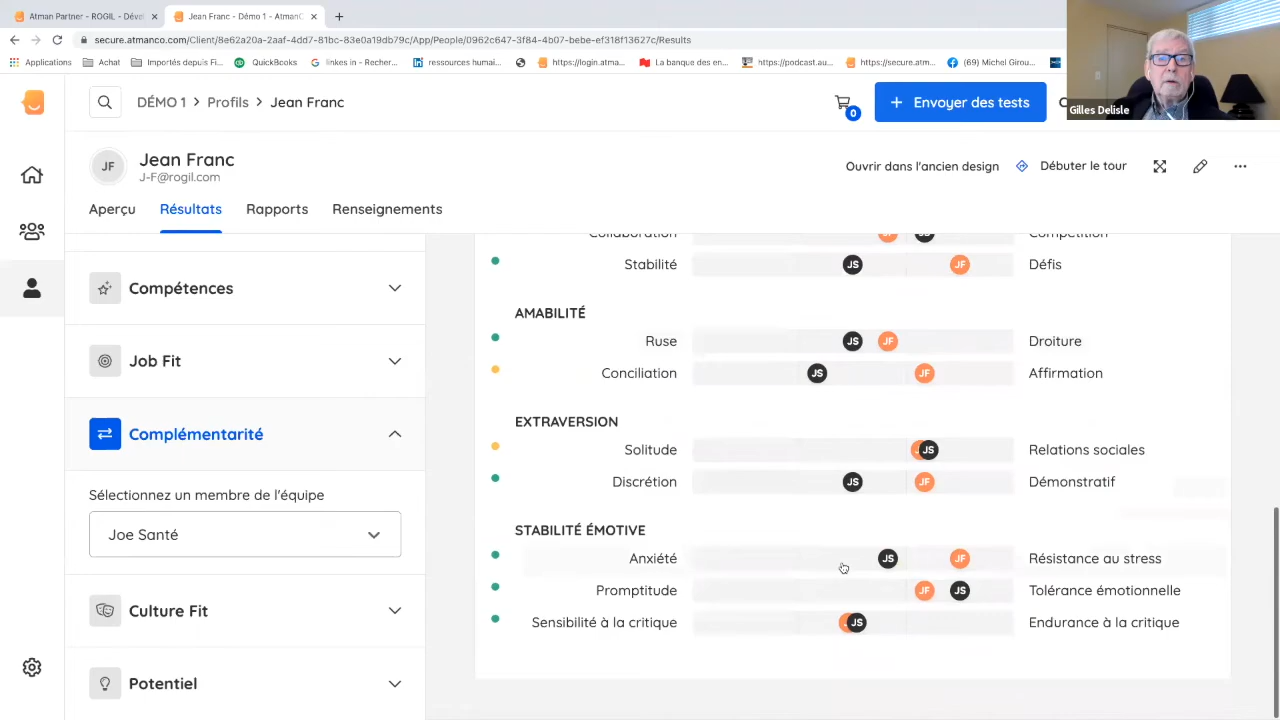 Atman Partner - ROGIL - Dével
Jean Franc - Démo 1 - AtmanC
secure.atmanco.com/Client/8e62a20a-2aaf-4dd7-81bc-83e0a19db79c/App/People/0962c647-3f84-4b07-bebe-ef318f13627c/Results
Applications
Achat
Importés depuis Fi...
QuickBooks
linkes in - Recher...
ressources humai...
https://login.atma...
La banque des en...
https://podcast.au...
https://secure.atm...
(69) Michel Girou...
Gilles Delisle
DÉMO 1 > Profils > Jean Franc
0
+ Envoyer des tests
JF
Jean Franc
J-F@rogil.com
Ouvrir dans l'ancien design
Débuter le tour
Aperçu
Résultats
Rapports
Renseignements
Compétences
Job Fit
Complémentarité
Sélectionnez un membre de l'équipe
Joe Santé
Culture Fit
Potentiel
Collaboration JF JS Compétition
Stabilité JS JF Défis
AMABILITÉ
Ruse JS JF Droiture
Conciliation JS JF Affirmation
EXTRAVERSION
Solitude JS Relations sociales
Discrétion JS JF Démonstratif
STABILITÉ ÉMOTIVE
Anxiété JS JF Résistance au stress
Promptitude JF JS Tolérance émotionnelle
Sensibilité à la critique JS Endurance à la critique